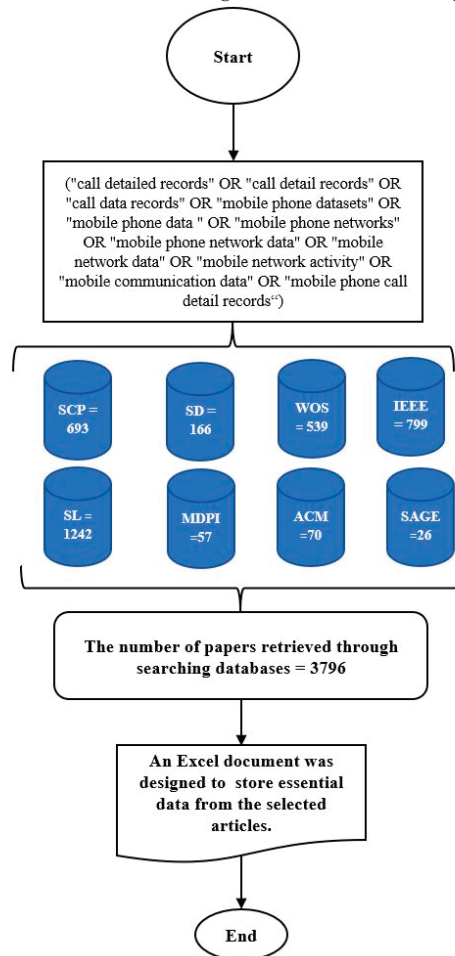 Start
("call detailed records" OR "call detail records" OR
"call data records" OR "mobile phone datasets" OR
"mobile phone data " OR "mobile phone networks"
OR "mobile phone network data" OR "mobile
network data" OR "mobile network activity" OR
"mobile communication data" OR "mobile phone call
detail records“)
SCP =
693
SD =
166
WOS
= 539
IEEE
= 799
SL =
1242
MDPI
=57
ACM
=70
SAGE
=26
The number of papers retrieved through
searching databases = 3796
An Excel document was
designed to  store essential
data from the selected
articles.
End